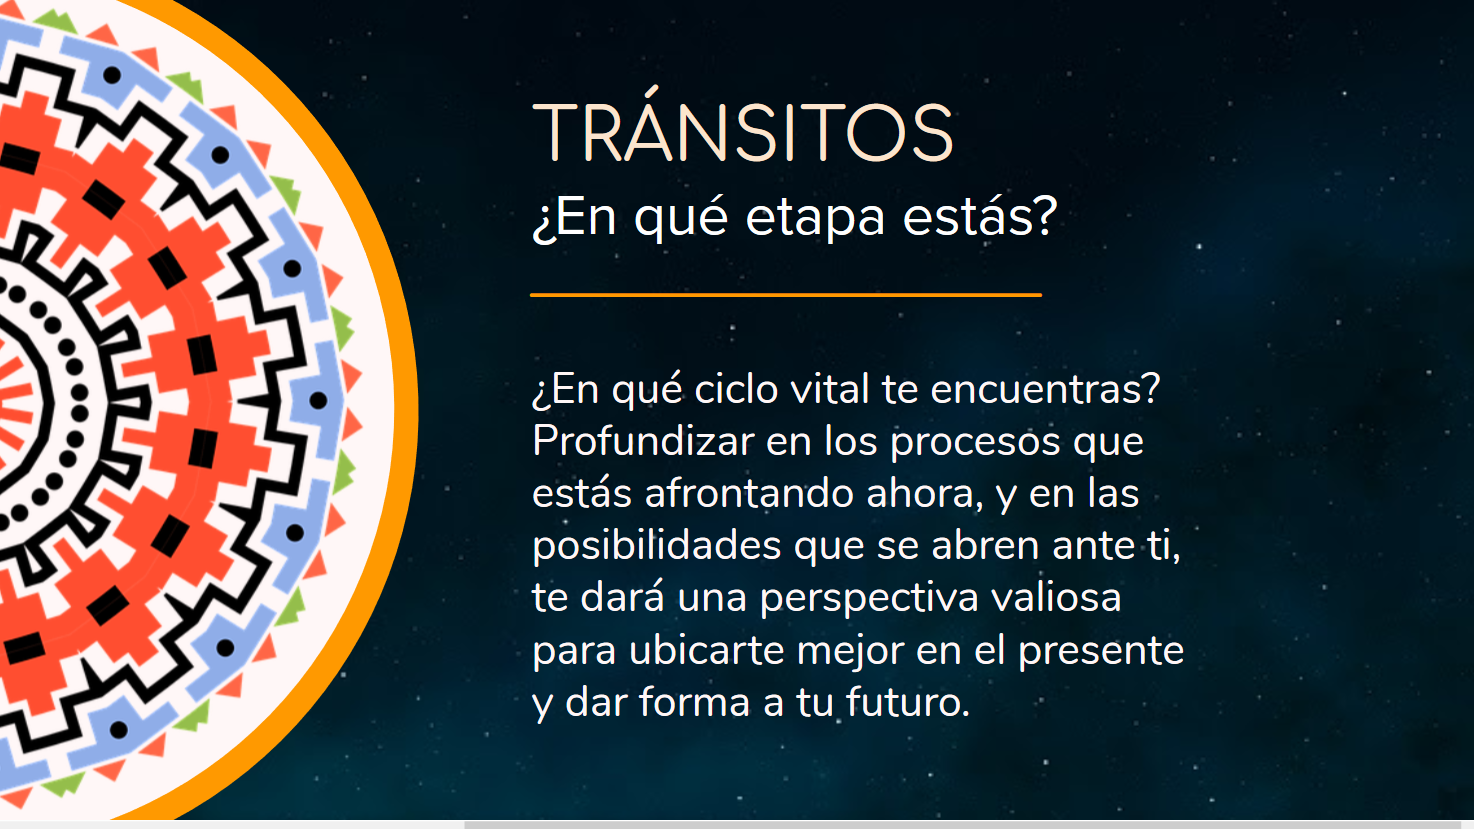 TRÁNSITOS
¿En qué etapa estás?
¿En qué ciclo vital te encuentras?
Profundizar en los procesos que
estás afrontando ahora, y en las
posibilidades que se abren ante ti,
te dará una perspectiva valiosa
para ubicarte mejor en el presente
y dar forma a tu futuro.